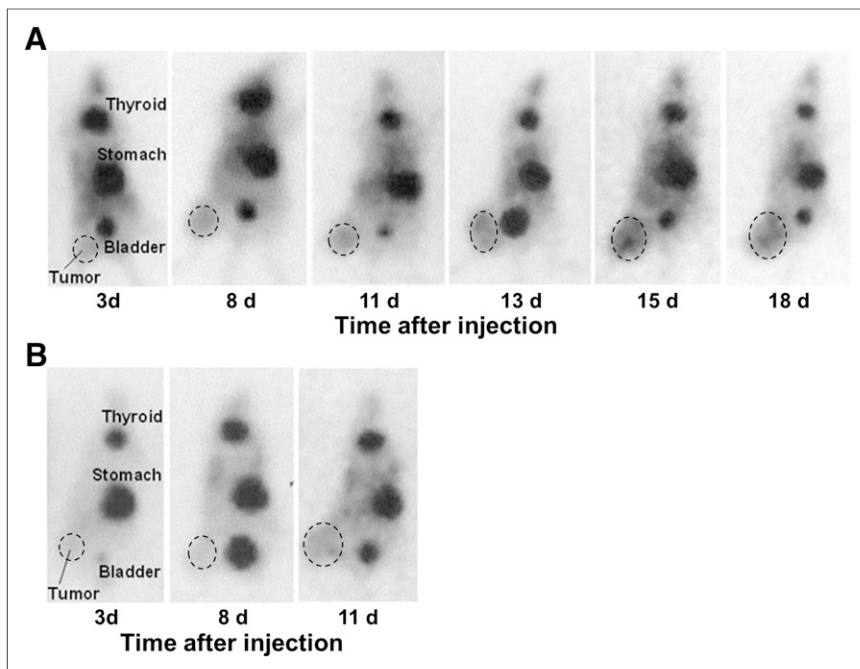 A
Thyroid
Stomach
Bladder
Tumor
3d
8 d
11 d
13 d
15 d
18 d
Time after injection
B
Thyroid
Stomach
Bladder
Tumor
3d
8 d
11 d
Time after injection